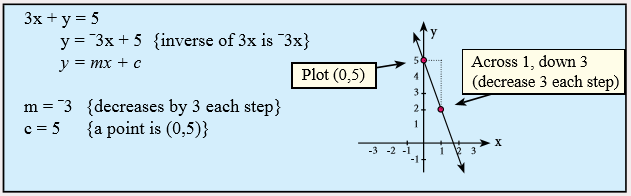 3x + y = 5
y = ⁻3x + 5 {inverse of 3x is ⁻3x}
y = mx + c
m = ⁻3 {decreases by 3 each step}
c = 5 {a point is (0,5)}
Plot (0,5)
y
5
4
3
2
1
-3 -2 -1 1 2 3 x
-1
Across 1, down 3
(decrease 3 each step)